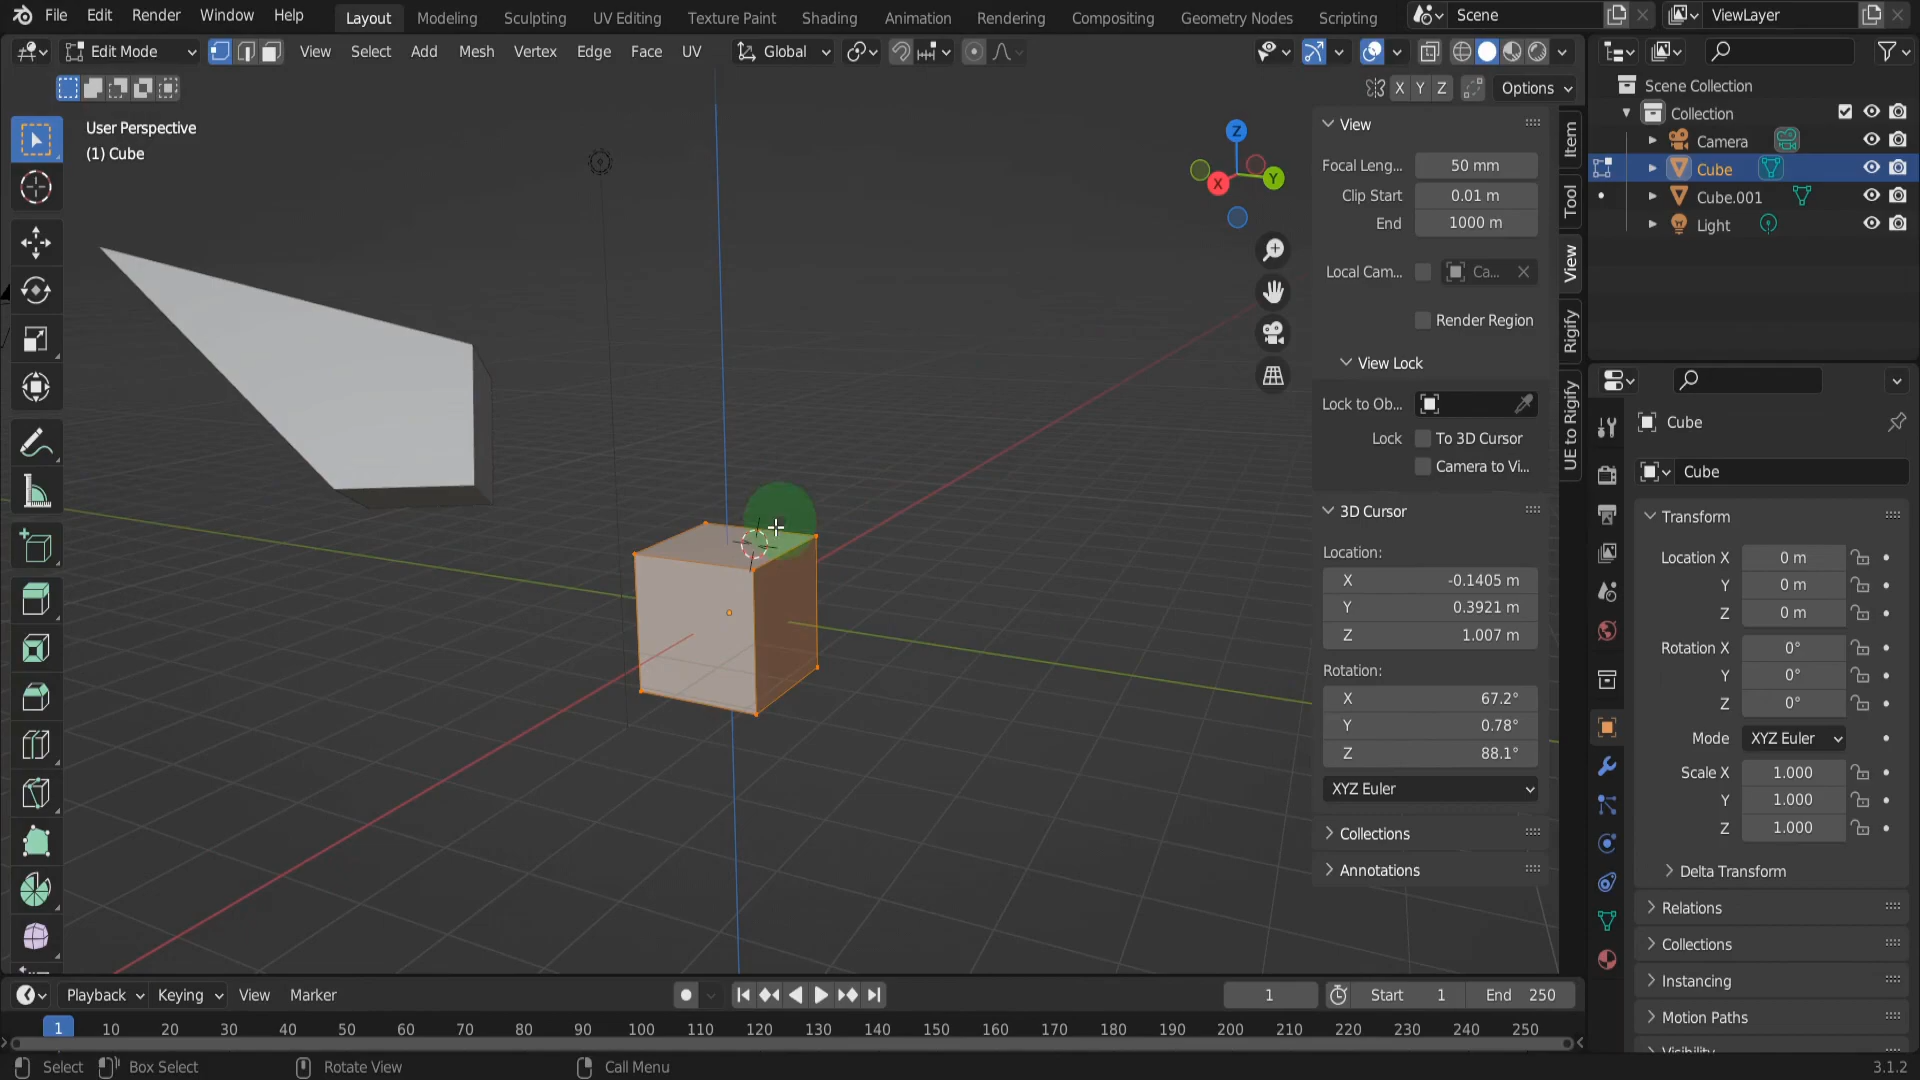 File Edit Render Window Help Layout Modeling Sculpting UV Editing Texture Paint Shading Animation Rendering Compositing Geometry Nodes Scripting Scene ViewLayer
Edit Mode View Select Add Mesh Vertex Edge Face UV Global
X Y Z Options
User Perspective
(1) Cube
Z
X
Y
View
Focal Leng... 50 mm
Clip Start 0.01 m
End 1000 m
Local Cam... Ca...
Render Region
View Lock
Lock to Ob...
Lock To 3D Cursor
Camera to Vi...
3D Cursor
Location:
X -0.1405 m
Y 0.3921 m
Z 1.007 m
Rotation:
X 67.2°
Y 0.78°
Z 88.1°
XYZ Euler
Collections
Annotations
Item
Tool
View
Rigify
UE to Rigify
Scene Collection
Collection
Camera
Cube
Cube.001
Light
Cube
Cube
Transform
Location X 0 m
Y 0 m
Z 0 m
Rotation X 0°
Y 0°
Z 0°
Mode XYZ Euler
Scale X 1.000
Y 1.000
Z 1.000
Delta Transform
Relations
Collections
Instancing
Motion Paths
Visibility
Playback Keying View Marker 1 Start 1 End 250
1 10 20 30 40 50 60 70 80 90 100 110 120 130 140 150 160 170 180 190 200 210 220 230 240 250
Select Box Select Rotate View Call Menu 3.1.2